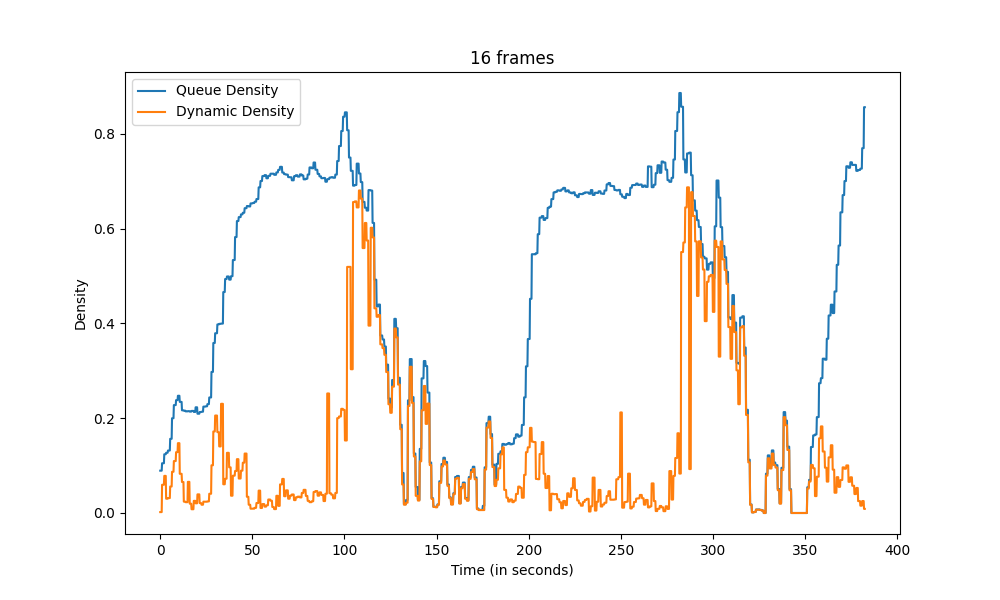 16 frames
Queue Density
Dynamic Density
Density
0.8
0.6
0.4
0.2
0.0
0 50 100 150 200 250 300 350 400
Time (in seconds)